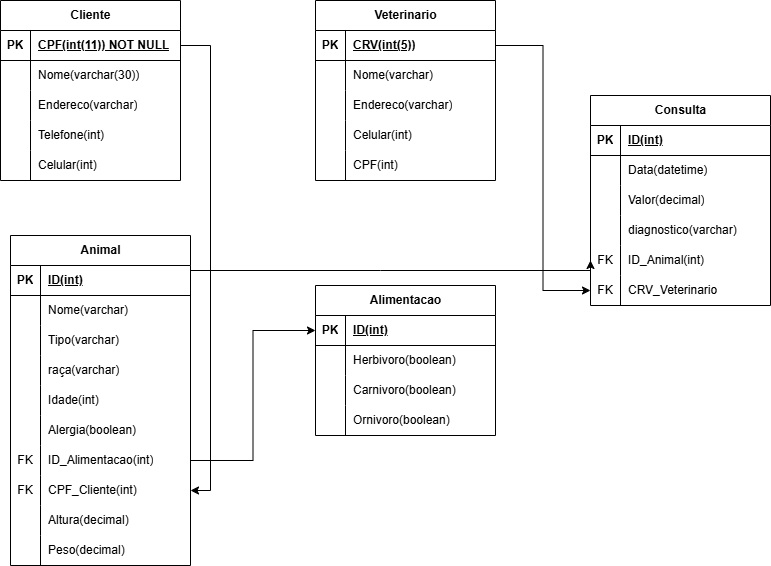 Cliente
PK CPF(int(11)) NOT NULL
Nome(varchar(30))
Endereco(varchar)
Telefone(int)
Celular(int)
Veterinario
PK CRV(int(5))
Nome(varchar)
Endereco(varchar)
Celular(int)
CPF(int)
Consulta
PK ID(int)
Data(datetime)
Valor(decimal)
diagnostico(varchar)
FK ID_Animal(int)
FK CRV_Veterinario
Animal
PK ID(int)
Nome(varchar)
Tipo(varchar)
raça(varchar)
Idade(int)
Alergia(boolean)
FK ID_Alimentacao(int)
FK CPF_Cliente(int)
Altura(decimal)
Peso(decimal)
Alimentacao
PK ID(int)
Herbivoro(boolean)
Carnivoro(boolean)
Ornivoro(boolean)